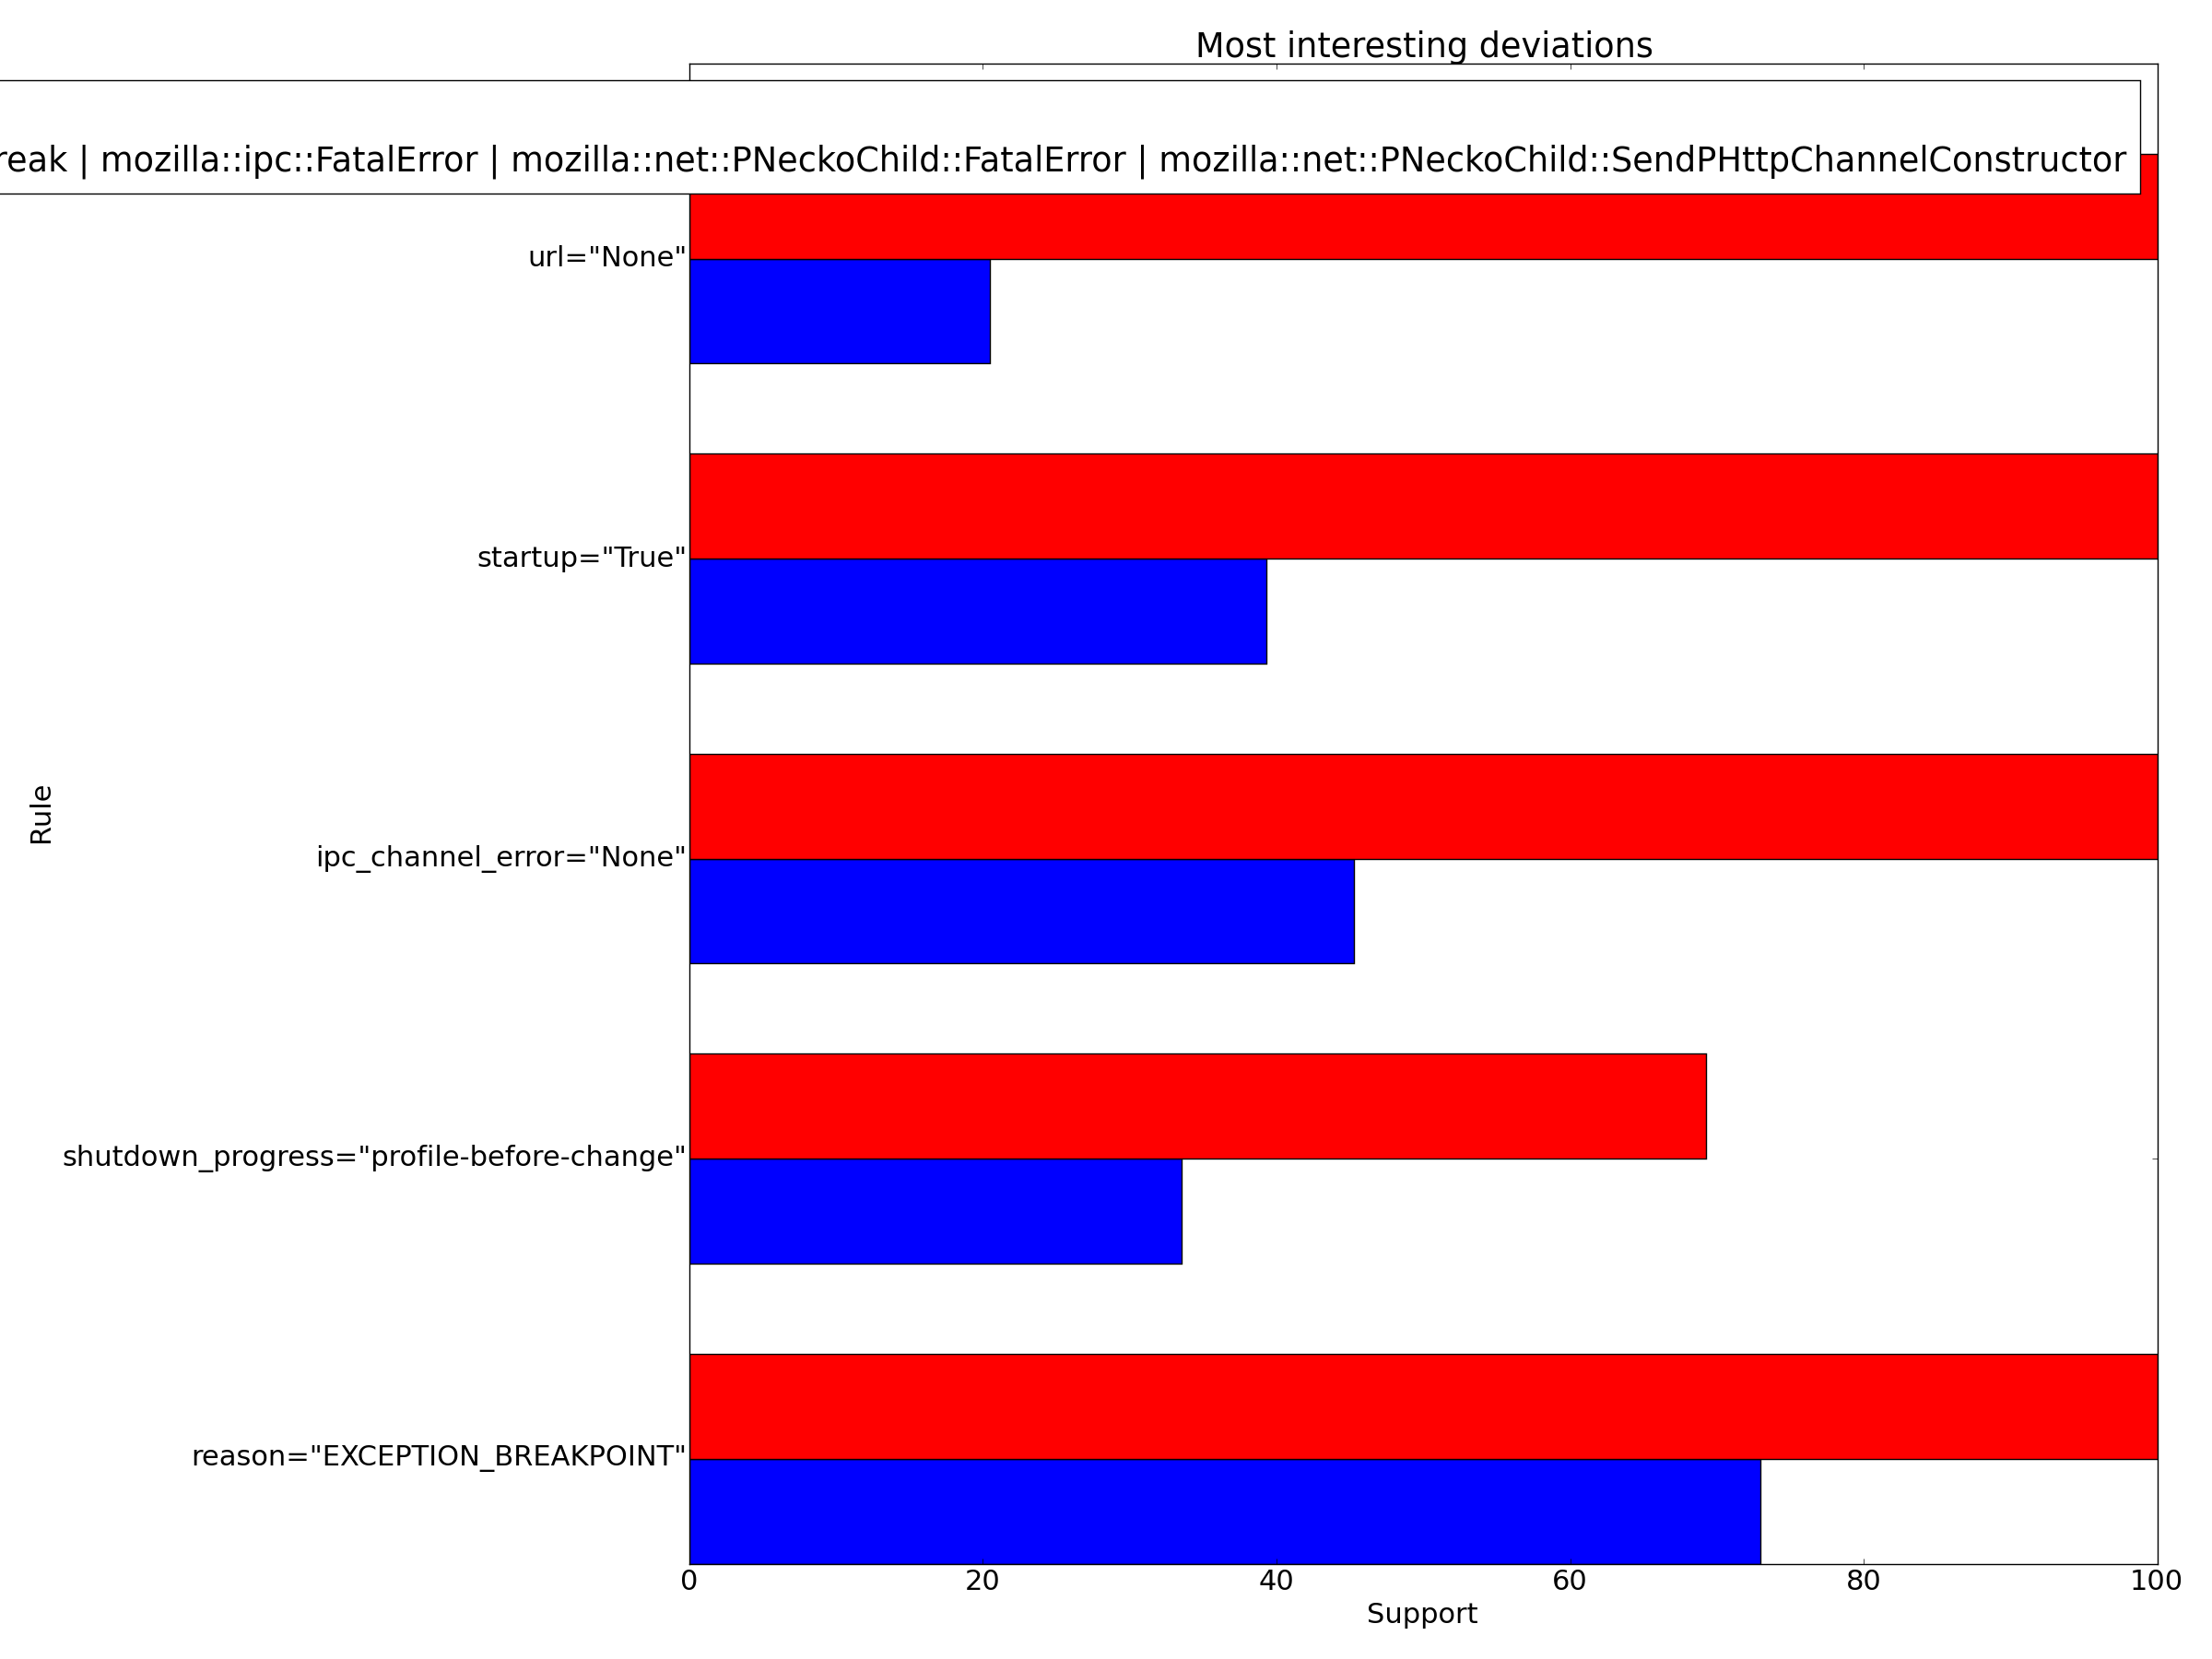 Most interesting deviations
reak | mozilla::ipc::FatalError | mozilla::net::PNeckoChild::FatalError | mozilla::net::PNeckoChild::SendPHttpChannelConstructor
url="None"
startup="True"
Rule
ipc_channel_error="None"
shutdown_progress="profile-before-change"
reason="EXCEPTION_BREAKPOINT"
0 20 40 60 80 100
Support